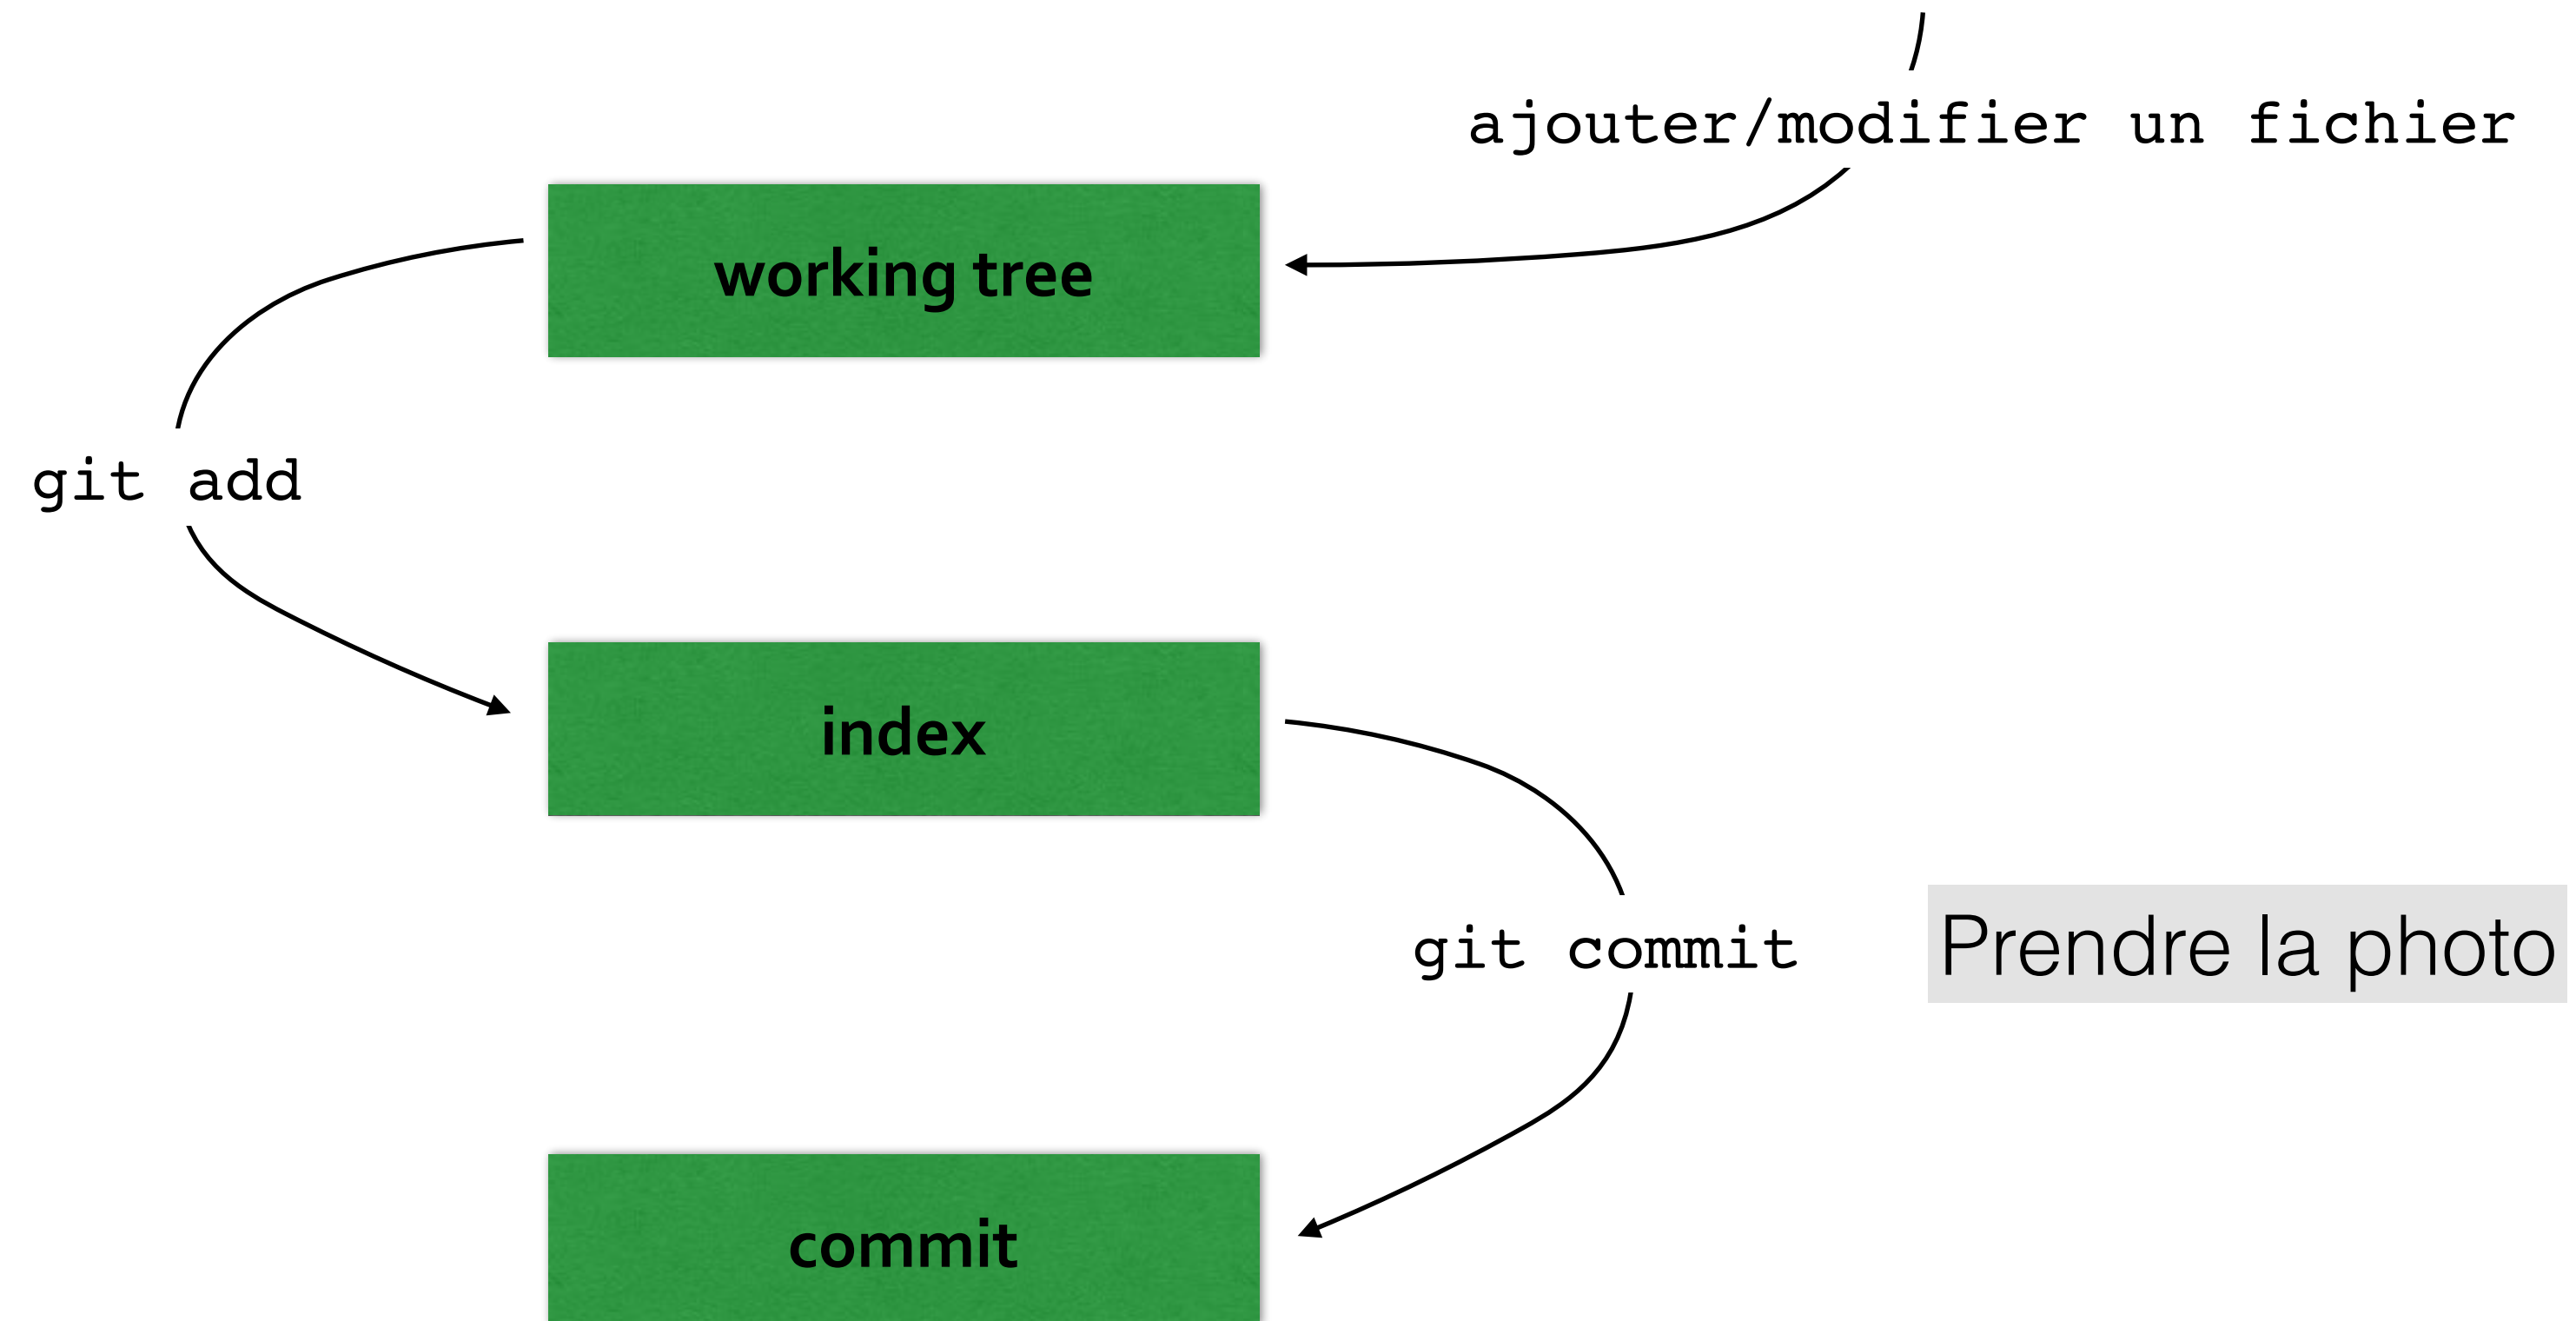 ajouter/modifier un fichier
working tree
git add
index
git commit
Prendre la photo
commit